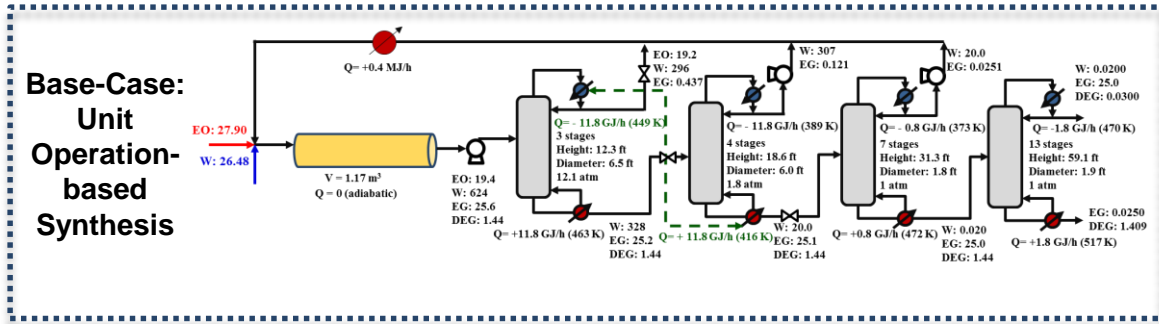 Base-Case:
Unit
Operation-
based
Synthesis
EO: 27.90
W: 26.48
Q= +0.4 MJ/h
V = 1.17 m³
Q = 0 (adiabatic)
EO: 19.4
W: 624
EG: 25.6
DEG: 1.44
EO: 19.2
W: 296
EG: 0.437
Q= - 11.8 GJ/h (449 K)
3 stages
Height: 12.3 ft
Diameter: 6.5 ft
12.1 atm
Q= +11.8 GJ/h (463 K)
W: 328
EG: 25.2
DEG: 1.44
W: 307
EG: 0.121
Q= - 11.8 GJ/h (389 K)
4 stages
Height: 18.6 ft
Diameter: 6.0 ft
1.8 atm
Q= + 11.8 GJ/h (416 K)
W: 20.0
EG: 25.1
DEG: 1.44
W: 20.0
EG: 0.0251
Q= - 0.8 GJ/h (373 K)
7 stages
Height: 31.3 ft
Diameter: 1.8 ft
1 atm
Q= +0.8 GJ/h (472 K)
W: 0.020
EG: 25.0
DEG: 1.44
W: 0.0200
EG: 25.0
DEG: 0.0300
Q= -1.8 GJ/h (470 K)
13 stages
Height: 59.1 ft
Diameter: 1.9 ft
1 atm
Q= +1.8 GJ/h (517 K)
EG: 0.0250
DEG: 1.409